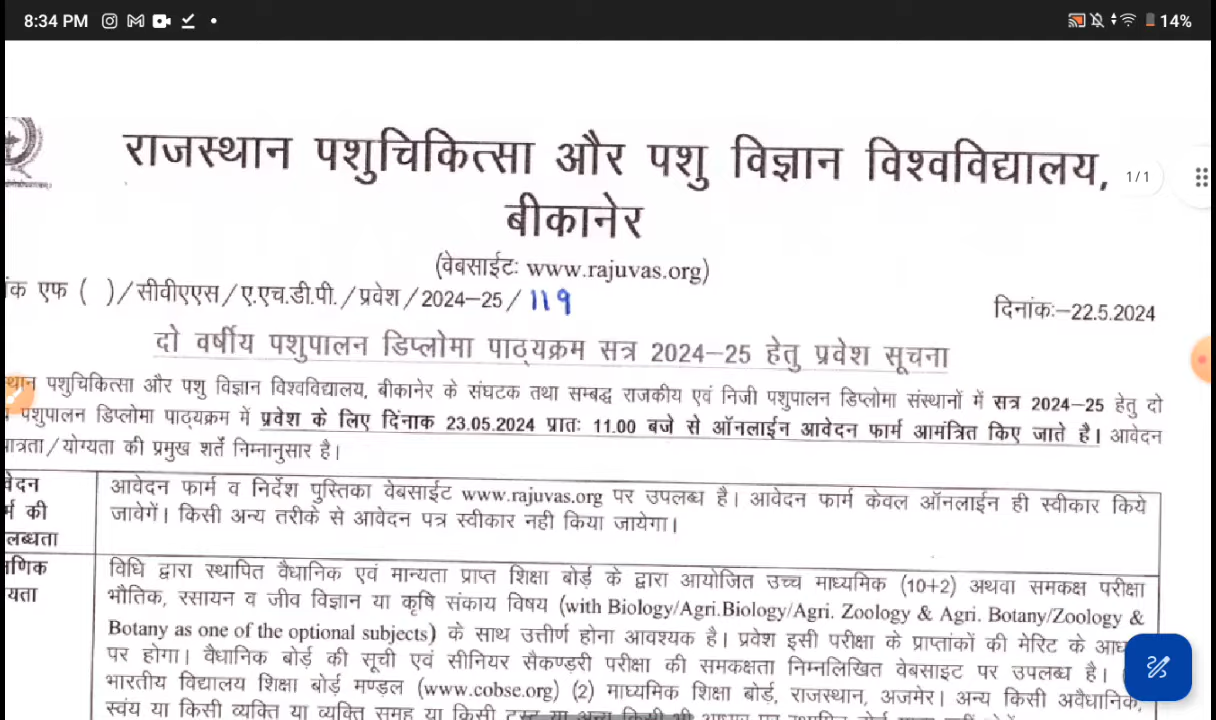 8:34 PM 14%
राजस्थान पशुचिकित्सा और पशु विज्ञान विश्वविद्यालय,
1/1
बीकानेर
(वेबसाईटः www.rajuvas.org)
एफ ( )/सीवीएएस/ए.एच.डी.पी./प्रवेश/2024-25/119
दिनांकः-22.5.2024
दो वर्षीय पशुपालन डिप्लोमा पाठ्यक्रम सत्र 2024-25 हेतु प्रवेश सूचना
पशुचिकित्सा और पशु विज्ञान विश्वविद्यालय, बीकानेर के संघटक तथा सम्बद्ध राजकीय एवं निजी पशुपालन डिप्लोमा संस्थानों में सत्र 2024-25 हेतु दो
पशुपालन डिप्लोमा पाठ्यक्रम में प्रवेश के लिए दिंनाक 23.05.2024 प्रातः 11.00 बजे से ऑनलाईन आवेदन फार्म आमंत्रित किए जाते है। आवेदन
ात्रता/योग्यता की प्रमुख शर्तें निम्नानुसार है।
वेदन
र्म की
लब्धता
आवेदन फार्म व निर्देश पुस्तिका वेबसाईट www.rajuvas.org पर उपलब्ध है। आवेदन फार्म केवल ऑनलाईन ही स्वीकार किये
जावेगें। किसी अन्य तरीके से आवेदन पत्र स्वीकार नही किया जायेगा।
णिक
यता
विधि द्वारा स्थापित वैधानिक एवं मान्यता प्राप्त शिक्षा बोर्ड के द्वारा आयोजित उच्च माध्यमिक (10+2) अथवा समकक्ष परीक्षा
भौतिक, रसायन व जीव विज्ञान या कृषि संकाय विषय (with Biology/Agri.Biology/Agri. Zoology & Agri. Botany/Zoology &
Botany as one of the optional subjects) के साथ उत्तीर्ण होना आवश्यक है। प्रवेश इसी परीक्षा के प्राप्तांकों की मेरिट के
पर होगा। वैधानिक बोर्ड की सूची एवं सीनियर सैकण्डरी परीक्षा की समकक्षता निम्नलिखित वेबसाइट पर उपलब्ध है।
भारतीय विद्यालय शिक्षा बोर्ड मण्डल (www.cobse.org) (2) माध्यमिक शिक्षा बोर्ड, राजस्थान, अजमेर। अन्य किसी अवैधानिक,
स्वंय या किसी व्यक्ति या व्यक्ति समूह या किसी